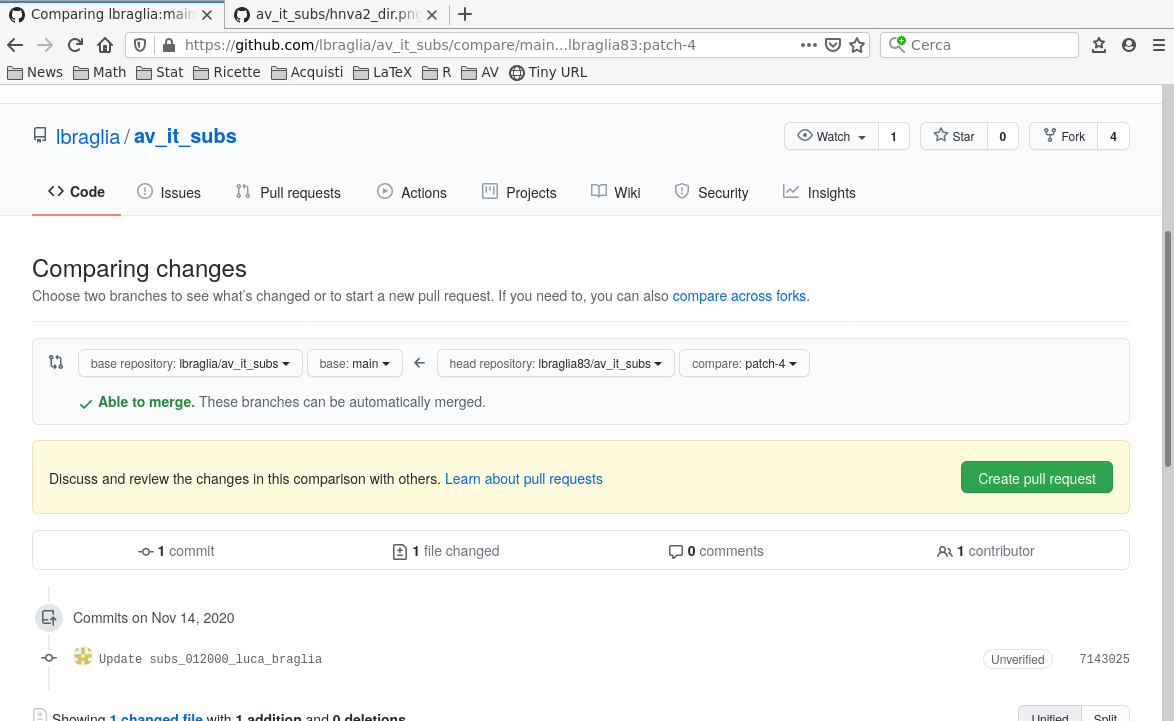 Comparing lbraglia:main
av_it_subs/hnva2_dir.png
https://github.com/lbraglia/av_it_subs/compare/main...lbraglia83:patch-4
Cerca
News Math Stat Ricette Acquisti LaTeX R AV Tiny URL
lbraglia / av_it_subs
Watch 1 Star 0 Fork 4
Code Issues Pull requests Actions Projects Wiki Security Insights
Comparing changes
Choose two branches to see what's changed or to start a new pull request. If you need to, you can also compare across forks.
base repository: lbraglia/av_it_subs base: main ← head repository: lbraglia83/av_it_subs compare: patch-4
✓ Able to merge. These branches can be automatically merged.
Discuss and review the changes in this comparison with others. Learn about pull requests
Create pull request
1 commit 1 file changed 0 comments 1 contributor
Commits on Nov 14, 2020
Update subs_012000_luca_braglia Unverified 7143025
Showing 1 changed file with 1 addition and 0 deletions. Unified Split